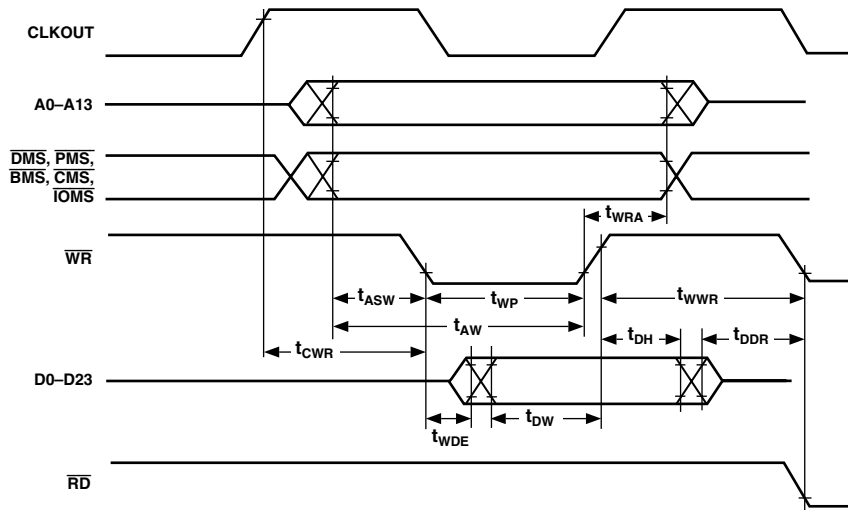 CLKOUT
A0–A13
DMS, PMS,
BMS, CMS,
IOMS
tWRA
WR
tASW
tWP
tWWR
tAW
tCWR
tDH
tDDR
D0–D23
tWDE
tDW
RD